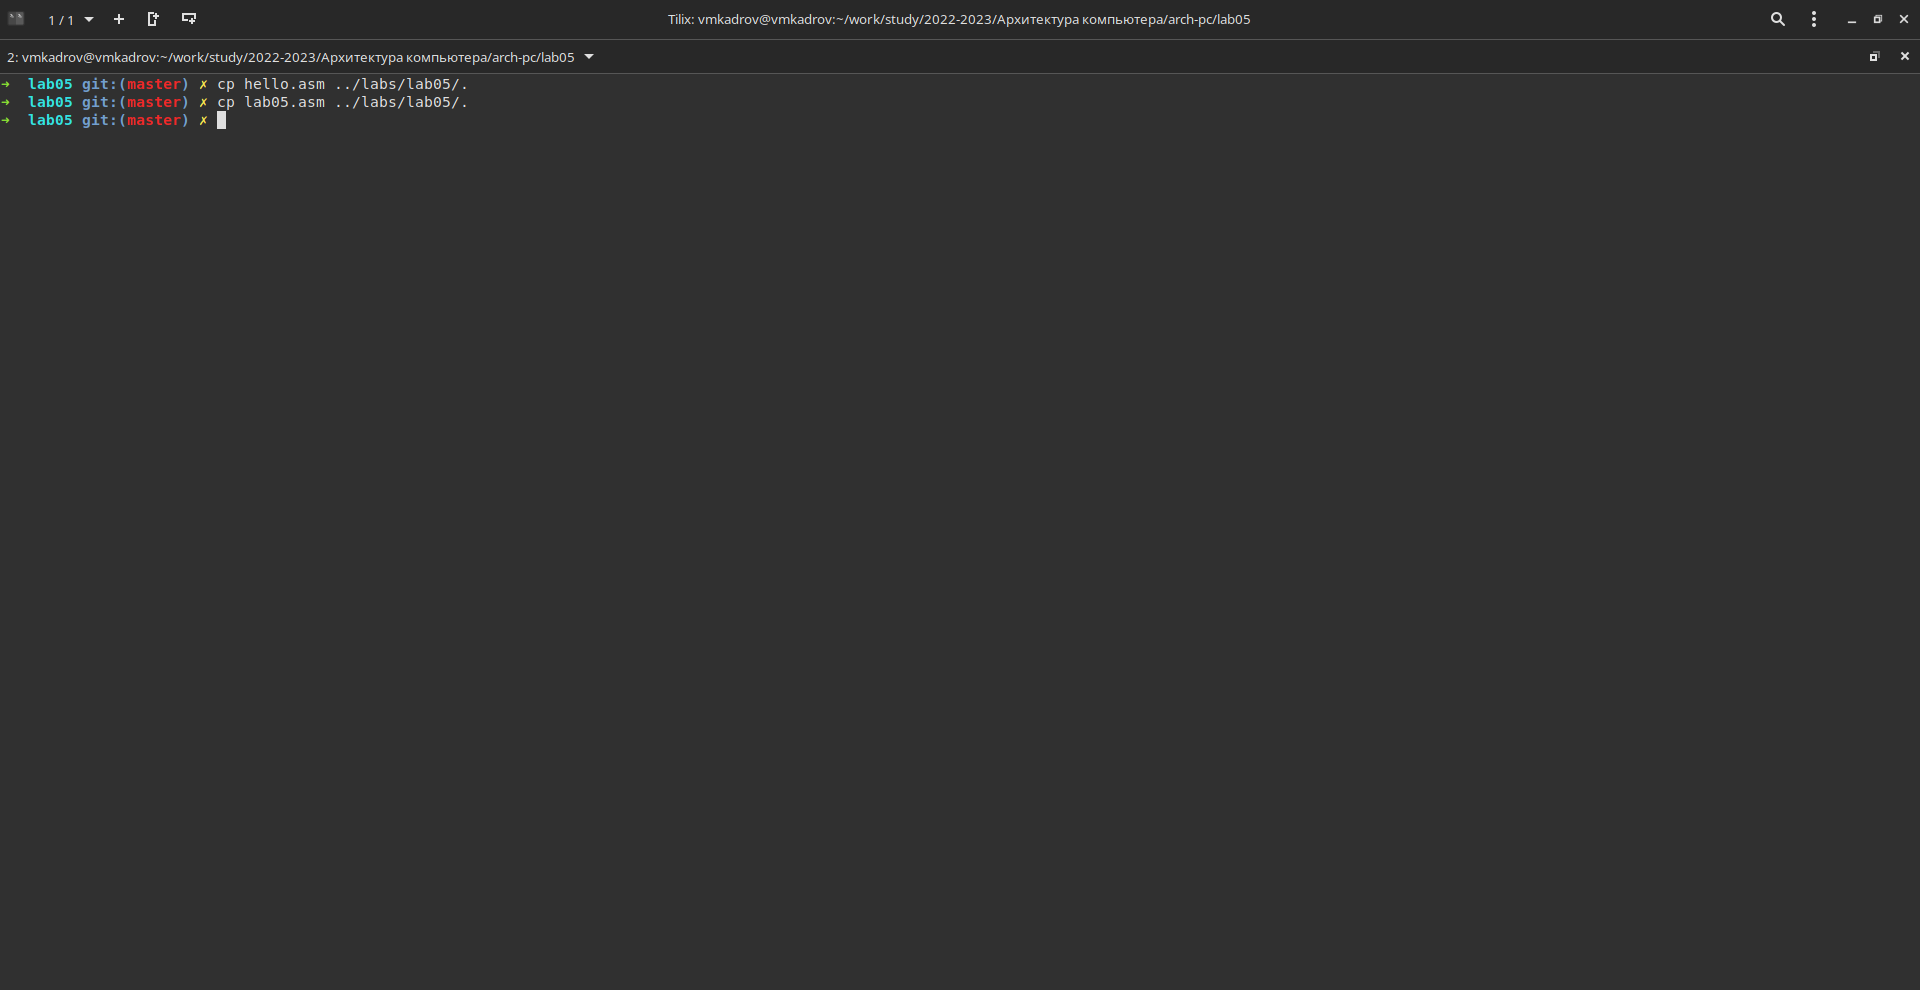 1 / 1
Tilix: vmkadrov@vmkadrov:~/work/study/2022-2023/Архитектура компьютера/arch-pc/lab05
2: vmkadrov@vmkadrov:~/work/study/2022-2023/Архитектура компьютера/arch-pc/lab05
➜ lab05 git:(master) ✗ cp hello.asm ../labs/lab05/.
➜ lab05 git:(master) ✗ cp lab05.asm ../labs/lab05/.
➜ lab05 git:(master) ✗